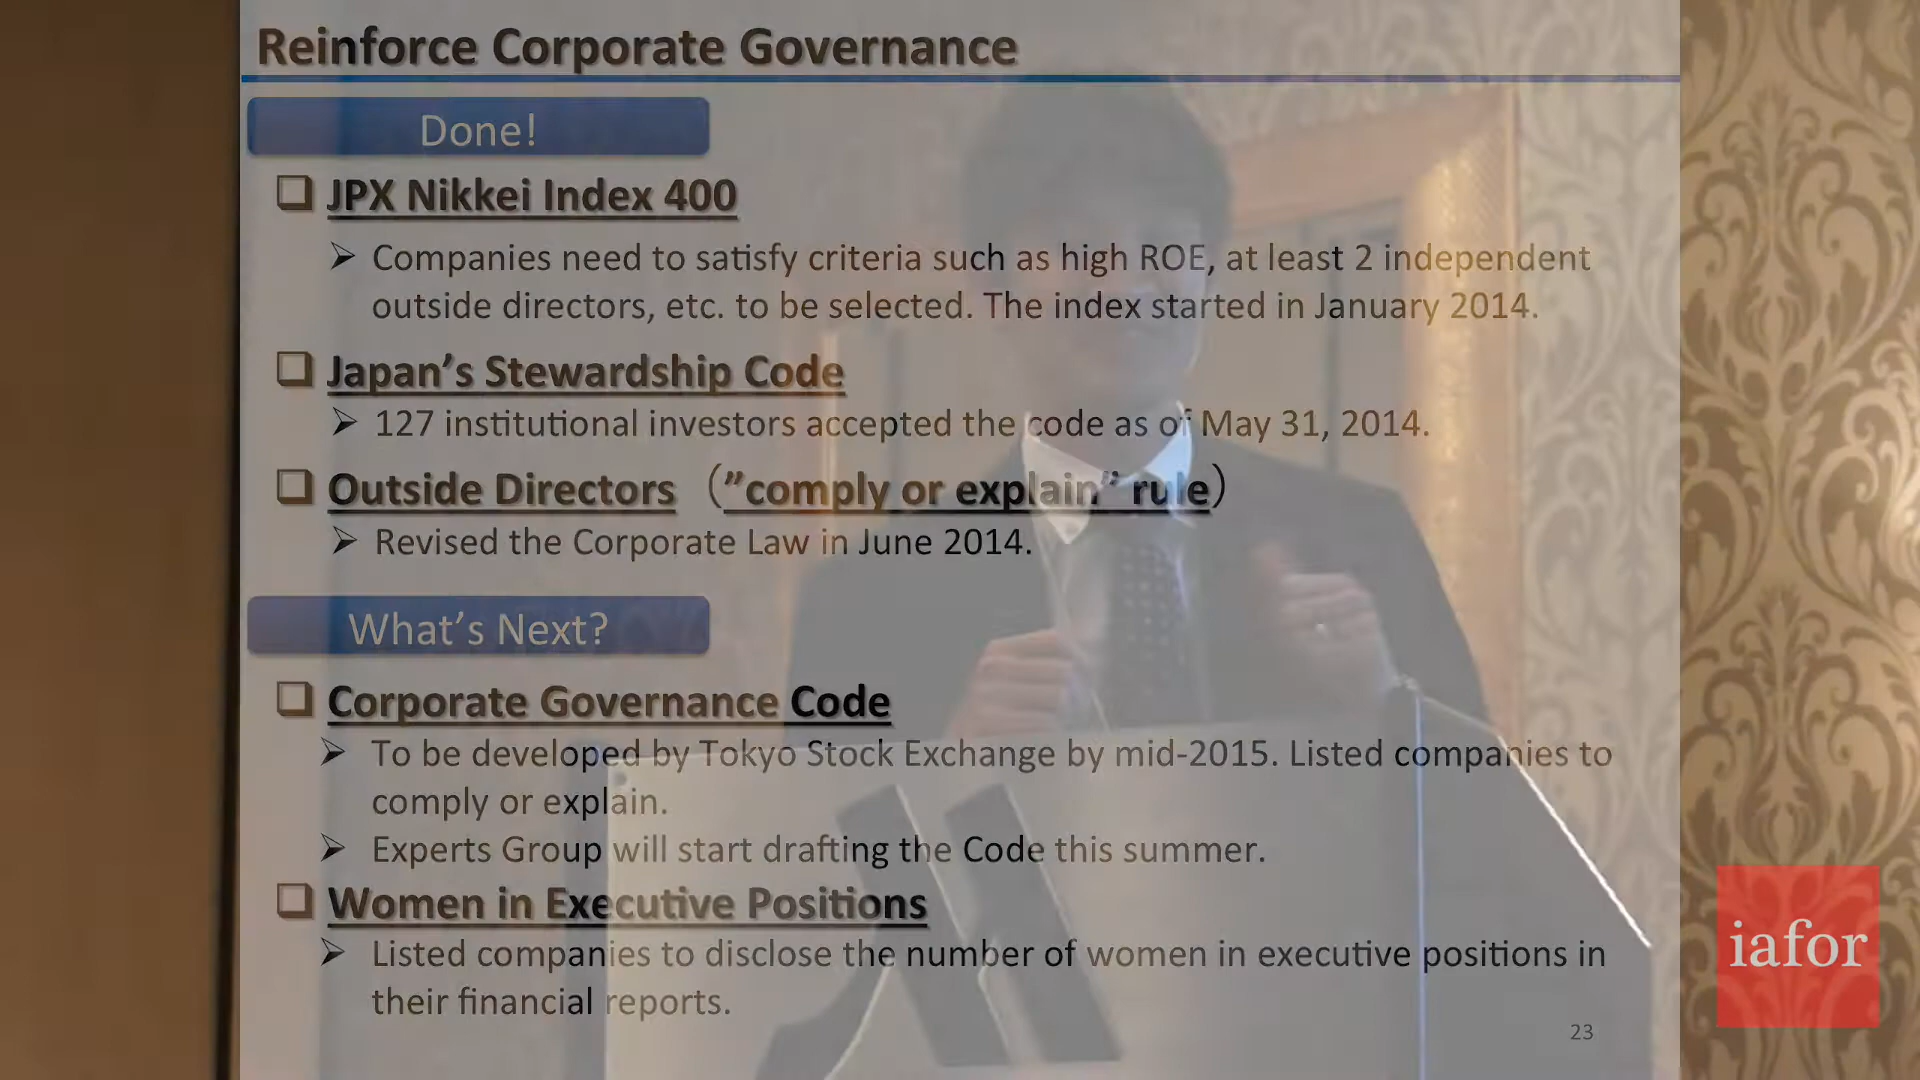 Reinforce Corporate Governance
Done!
JPX Nikkei Index 400
Companies need to satisfy criteria such as high ROE, at least 2 independent
outside directors, etc. to be selected. The index started in January 2014.
Japan’s Stewardship Code
127 institutional investors accepted the code as of May 31, 2014.
Outside Directors （”comply or explain” rule）
Revised the Corporate Law in June 2014.
What’s Next?
Corporate Governance Code
To be developed by Tokyo Stock Exchange by mid-2015. Listed companies to
comply or explain.
Experts Group will start drafting the Code this summer.
Women in Executive Positions
Listed companies to disclose the number of women in executive positions in
their financial reports.
23
iafor